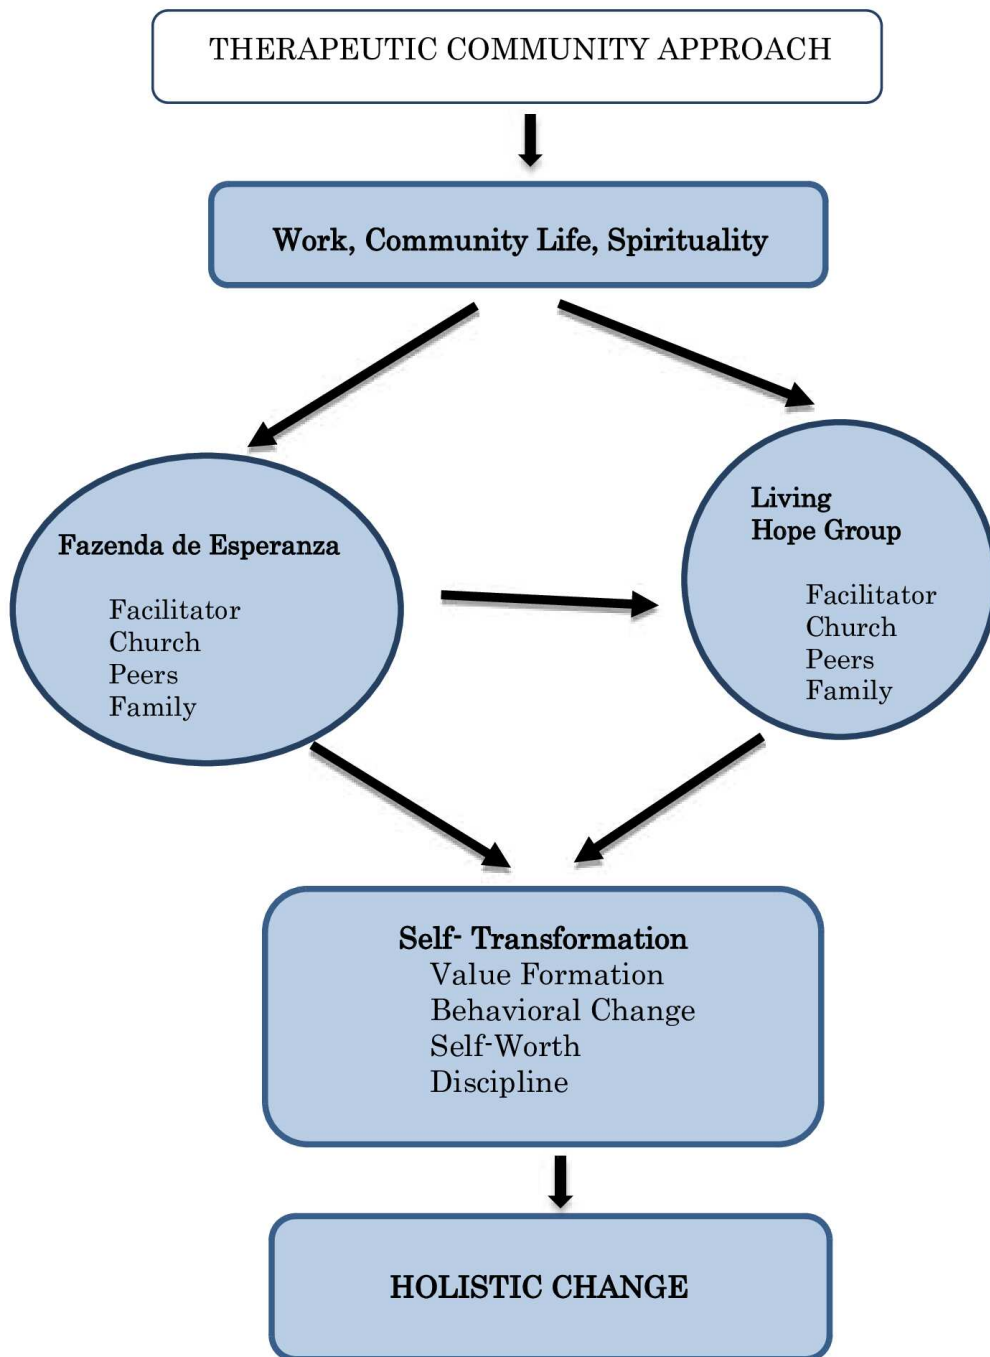 THERAPEUTIC COMMUNITY APPROACH
Work, Community Life, Spirituality
Fazenda de Esperanza
Facilitator
Church
Peers
Family
Living
Hope Group
Facilitator
Church
Peers
Family
Self- Transformation
Value Formation
Behavioral Change
Self-Worth
Discipline
HOLISTIC CHANGE